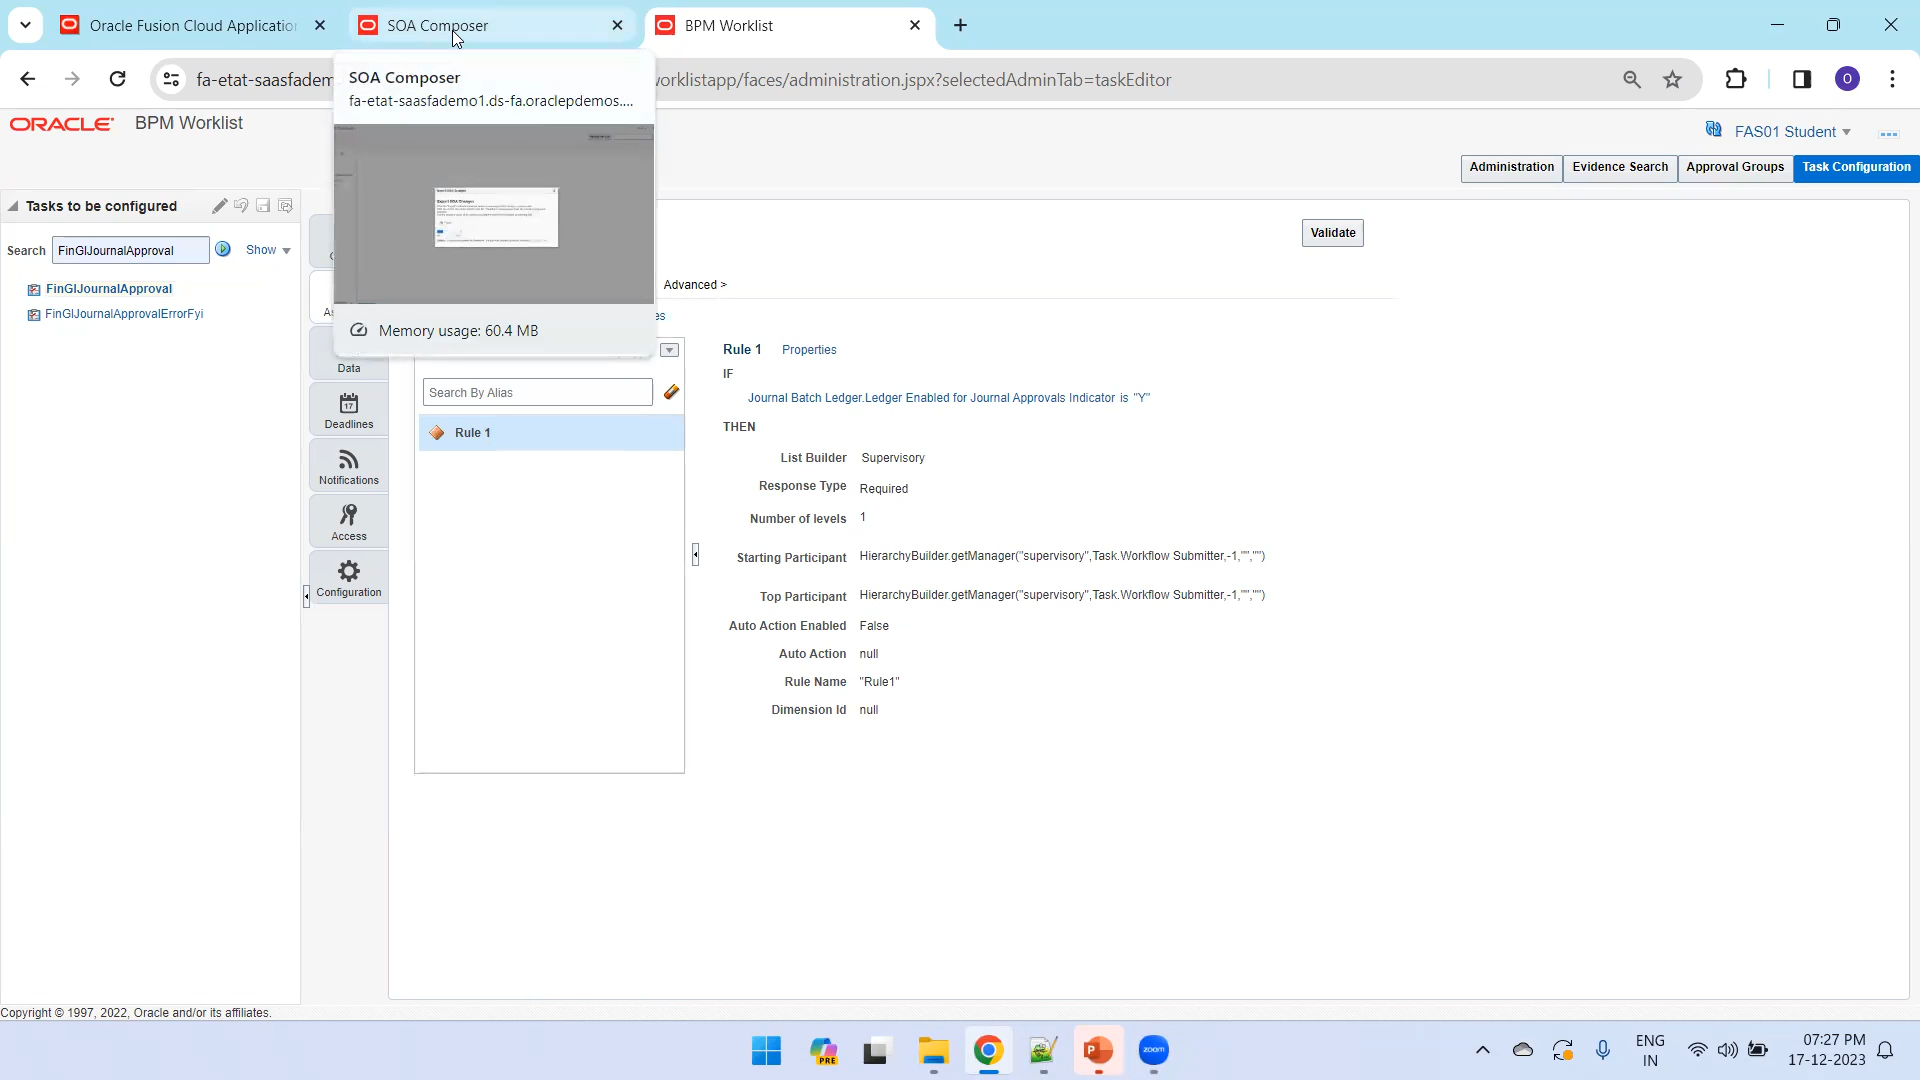 Oracle Fusion Cloud Application
SOA Composer
BPM Worklist
fa-etat-saasfadem
orklistapp/faces/administration.jspx?selectedAdminTab=taskEditor
O
SOA Composer
fa-etat-saasfademo1.ds-fa.oraclepdemos....
Memory usage: 60.4 MB
ORACLE BPM Worklist
FAS01 Student
Administration
Evidence Search
Approval Groups
Task Configuration
Tasks to be configured
Search
FinGlJournalApproval
Show
FinGlJournalApproval
FinGlJournalApprovalErrorFyi
Validate
Advanced >
es
Data
17
Deadlines
Notifications
Access
Configuration
Search By Alias
Rule 1
Rule 1 Properties
IF
Journal Batch Ledger.Ledger Enabled for Journal Approvals Indicator is "Y"
THEN
List Builder Supervisory
Response Type Required
Number of levels 1
Starting Participant HierarchyBuilder.getManager("supervisory",Task.Workflow Submitter,-1,"","")
Top Participant HierarchyBuilder.getManager("supervisory",Task.Workflow Submitter,-1,"","")
Auto Action Enabled False
Auto Action null
Rule Name "Rule1"
Dimension Id null
Copyright © 1997, 2022, Oracle and/or its affiliates.
PRE
zoom
ENG
IN
07:27 PM
17-12-2023